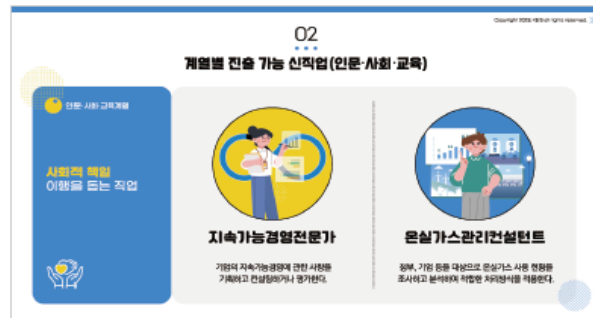 Copyright 2023. KEIS all rights reserved.
02
계열별 진출 가능 신직업(인문·사회·교육)
인문·사회·교육계열
사회적 책임
이행을 돕는 직업
지속가능경영전문가
기업의 지속가능경영에 관한 사항을
기획하고 컨설팅하거나 평가한다.
온실가스관리컨설턴트
정부, 기업 등을 대상으로 온실가스 사용 현황을
조사하고 분석하여 적합한 처리방식을 적용한다.